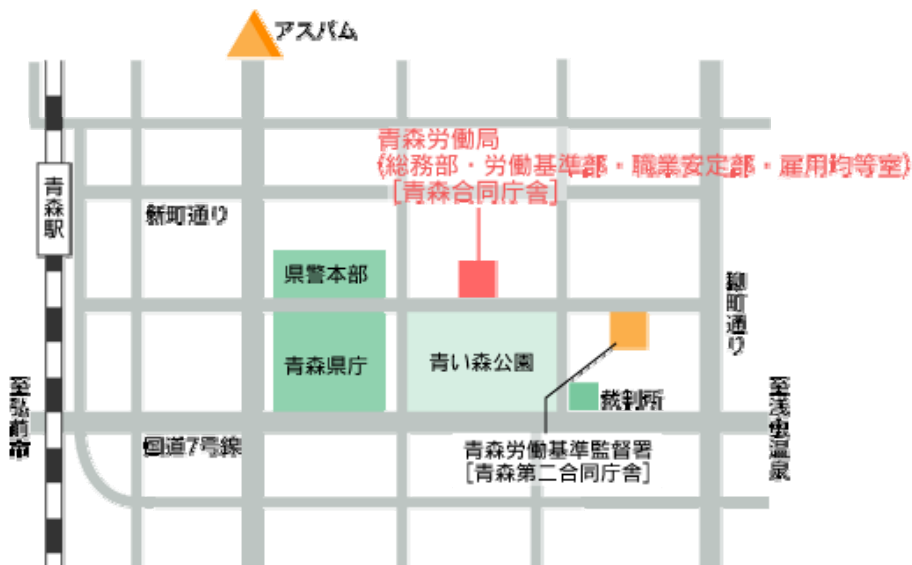 アスパム
青森労働局
(総務部・労働基準部・職業安定部・雇用均等室)
[青森合同庁舎]
青森駅
新町通り
県警本部
柳町通り
青森県庁
青い森公園
裁判所
至弘前市
至浅虫温泉
国道7号線
青森労働基準監督署
[青森第二合同庁舎]